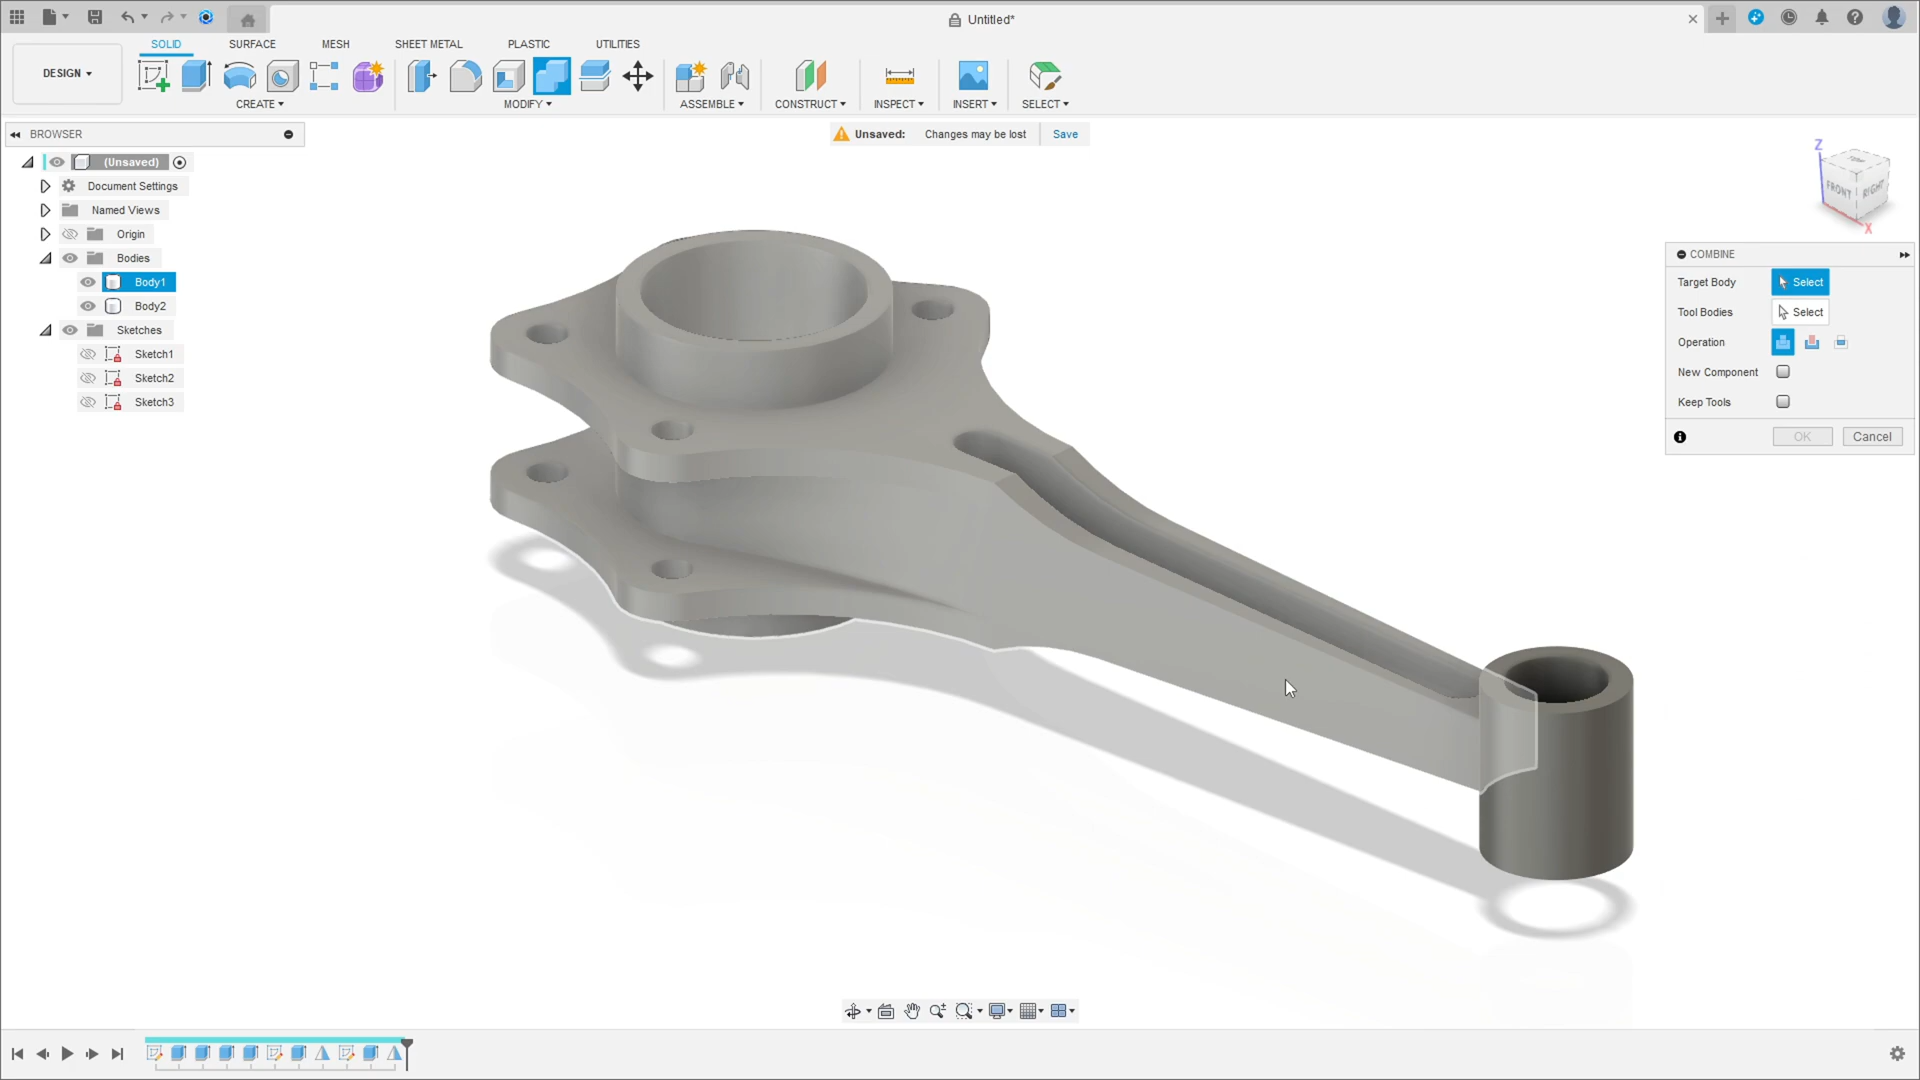 Untitled*
SOLID SURFACE MESH SHEET METAL PLASTIC UTILITIES
DESIGN
CREATE MODIFY ASSEMBLE CONSTRUCT INSPECT INSERT SELECT
BROWSER
Unsaved: Changes may be lost Save
(Unsaved)
Document Settings
Named Views
Origin
Bodies
Body1
Body2
Sketches
Sketch1
Sketch2
Sketch3
Z
TOP
FRONT RIGHT
X
COMBINE
Target Body Select
Tool Bodies Select
Operation
New Component
Keep Tools
OK Cancel